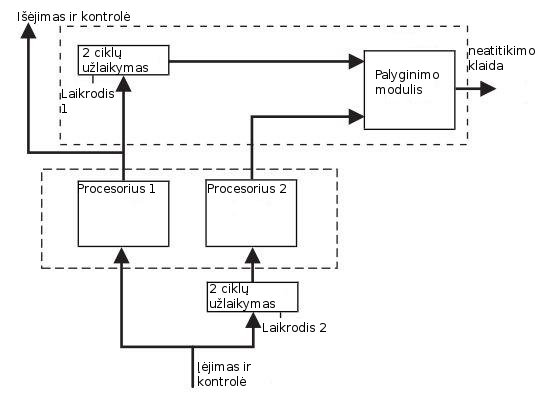 Išėjimas ir kontrolė
2 ciklų
užlaikymas
Laikrodis
1
Palyginimo
modulis
neatitikimo
klaida
Procesorius 1
Procesorius 2
2 ciklų
užlaikymas
Laikrodis 2
Įėjimas ir
kontrolė